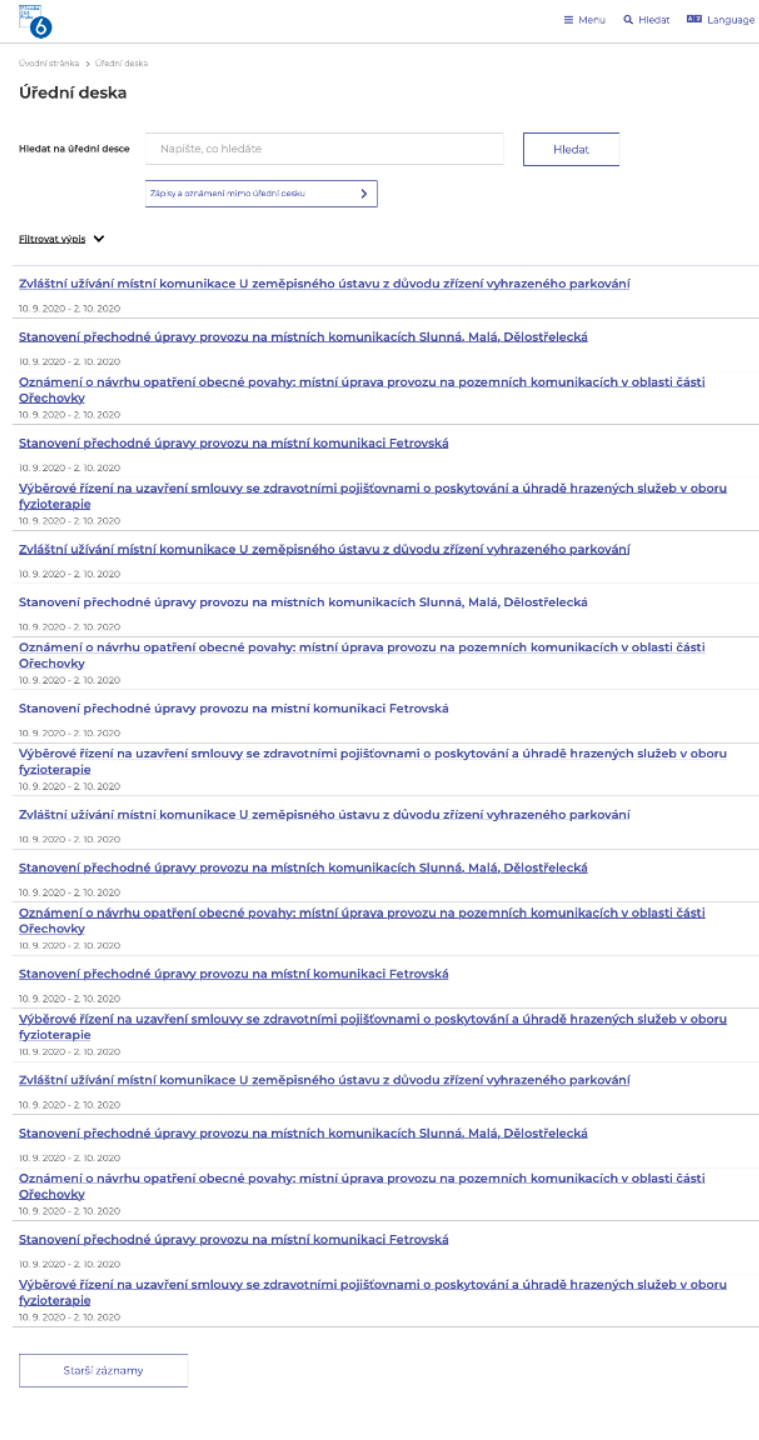 Městská
část
Praha
6
Menu
Hledat
Language
Úvodní stránka > Úřední deska
Úřední deska
Hledat na úřední desce
Napište, co hledáte
Hledat
Zápisy a oznámení mimo úřední desku
Filtrovat výpis
Zvláštní užívání místní komunikace U zeměpisného ústavu z důvodu zřízení vyhrazeného parkování
10. 9. 2020 - 2. 10. 2020
Stanovení přechodné úpravy provozu na místních komunikacích Slunná, Malá, Dělostřelecká
10. 9. 2020 - 2. 10. 2020
Oznámení o návrhu opatření obecné povahy: místní úprava provozu na pozemních komunikacích v oblasti části
Ořechovky
10. 9. 2020 - 2. 10. 2020
Stanovení přechodné úpravy provozu na místní komunikaci Fetrovská
10. 9. 2020 - 2. 10. 2020
Výběrové řízení na uzavření smlouvy se zdravotními pojišťovnami o poskytování a úhradě hrazených služeb v oboru
fyzioterapie
10. 9. 2020 - 2. 10. 2020
Zvláštní užívání místní komunikace U zeměpisného ústavu z důvodu zřízení vyhrazeného parkování
10. 9. 2020 - 2. 10. 2020
Stanovení přechodné úpravy provozu na místních komunikacích Slunná, Malá, Dělostřelecká
10. 9. 2020 - 2. 10. 2020
Oznámení o návrhu opatření obecné povahy: místní úprava provozu na pozemních komunikacích v oblasti části
Ořechovky
10. 9. 2020 - 2. 10. 2020
Stanovení přechodné úpravy provozu na místní komunikaci Fetrovská
10. 9. 2020 - 2. 10. 2020
Výběrové řízení na uzavření smlouvy se zdravotními pojišťovnami o poskytování a úhradě hrazených služeb v oboru
fyzioterapie
10. 9. 2020 - 2. 10. 2020
Zvláštní užívání místní komunikace U zeměpisného ústavu z důvodu zřízení vyhrazeného parkování
10. 9. 2020 - 2. 10. 2020
Stanovení přechodné úpravy provozu na místních komunikacích Slunná, Malá, Dělostřelecká
10. 9. 2020 - 2. 10. 2020
Oznámení o návrhu opatření obecné povahy: místní úprava provozu na pozemních komunikacích v oblasti části
Ořechovky
10. 9. 2020 - 2. 10. 2020
Stanovení přechodné úpravy provozu na místní komunikaci Fetrovská
10. 9. 2020 - 2. 10. 2020
Výběrové řízení na uzavření smlouvy se zdravotními pojišťovnami o poskytování a úhradě hrazených služeb v oboru
fyzioterapie
10. 9. 2020 - 2. 10. 2020
Zvláštní užívání místní komunikace U zeměpisného ústavu z důvodu zřízení vyhrazeného parkování
10. 9. 2020 - 2. 10. 2020
Stanovení přechodné úpravy provozu na místních komunikacích Slunná, Malá, Dělostřelecká
10. 9. 2020 - 2. 10. 2020
Oznámení o návrhu opatření obecné povahy: místní úprava provozu na pozemních komunikacích v oblasti části
Ořechovky
10. 9. 2020 - 2. 10. 2020
Stanovení přechodné úpravy provozu na místní komunikaci Fetrovská
10. 9. 2020 - 2. 10. 2020
Výběrové řízení na uzavření smlouvy se zdravotními pojišťovnami o poskytování a úhradě hrazených služeb v oboru
fyzioterapie
10. 9. 2020 - 2. 10. 2020
Starší záznamy